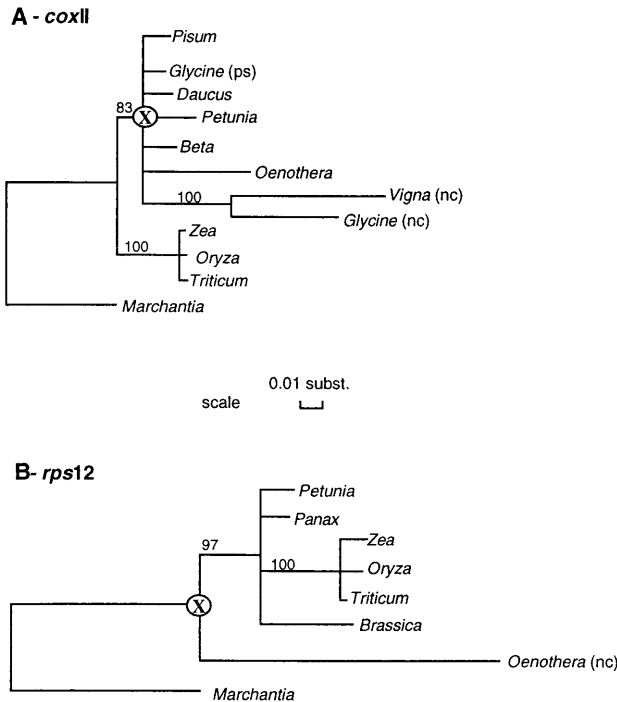 A - coxII
Pisum
Glycine (ps)
Daucus
83
X
Petunia
Beta
Oenothera
100
Vigna (nc)
Glycine (nc)
Zea
100
Oryza
Triticum
Marchantia
0.01 subst.
scale
B- rps12
Petunia
Panax
97
Zea
100
Oryza
X
Triticum
Brassica
Oenothera (nc)
Marchantia